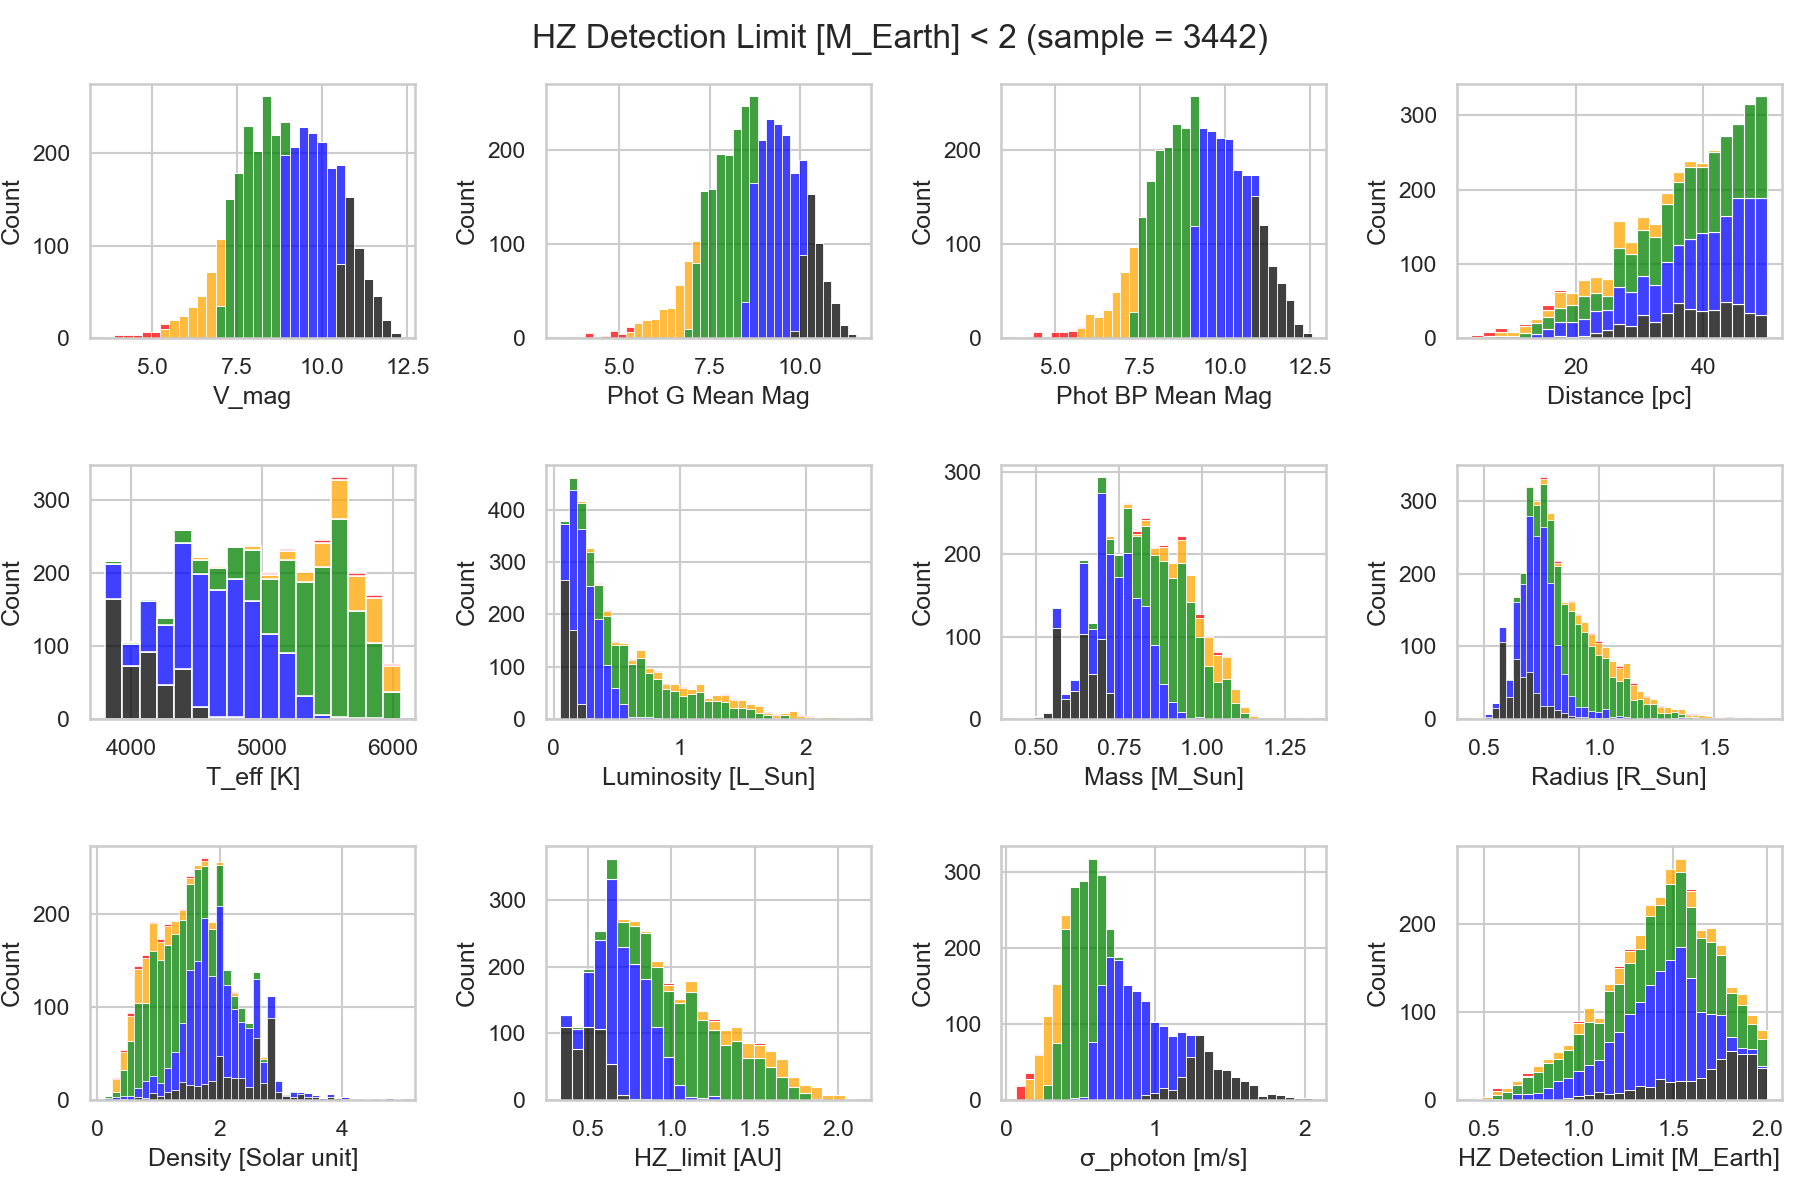 HZ Detection Limit [M_Earth] < 2 (sample = 3442)
Count
0
100
200
5.0 7.5 10.0 12.5
V_mag
Count
0
100
200
5.0 7.5 10.0
Phot G Mean Mag
Count
0
100
200
5.0 7.5 10.0 12.5
Phot BP Mean Mag
Count
0
100
200
300
20 40
Distance [pc]
Count
0
100
200
300
4000 5000 6000
T_eff [K]
Count
0
100
200
300
400
0 1 2
Luminosity [L_Sun]
Count
0
100
200
300
0.50 0.75 1.00 1.25
Mass [M_Sun]
Count
0
100
200
300
0.5 1.0 1.5
Radius [R_Sun]
Count
0
100
200
0 2 4
Density [Solar unit]
Count
0
100
200
300
0.5 1.0 1.5 2.0
HZ_limit [AU]
Count
0
100
200
300
0 1 2
σ_photon [m/s]
Count
0
100
200
0.5 1.0 1.5 2.0
HZ Detection Limit [M_Earth]